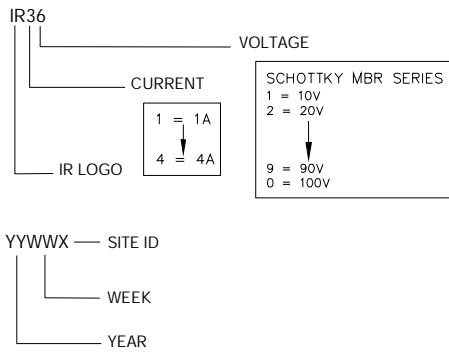 IR36
VOLTAGE
CURRENT
1 = 1A
4 = 4A
IR LOGO
SCHOTTKY MBR SERIES
1 = 10V
2 = 20V
9 = 90V
0 = 100V
YYWWX
SITE ID
WEEK
YEAR